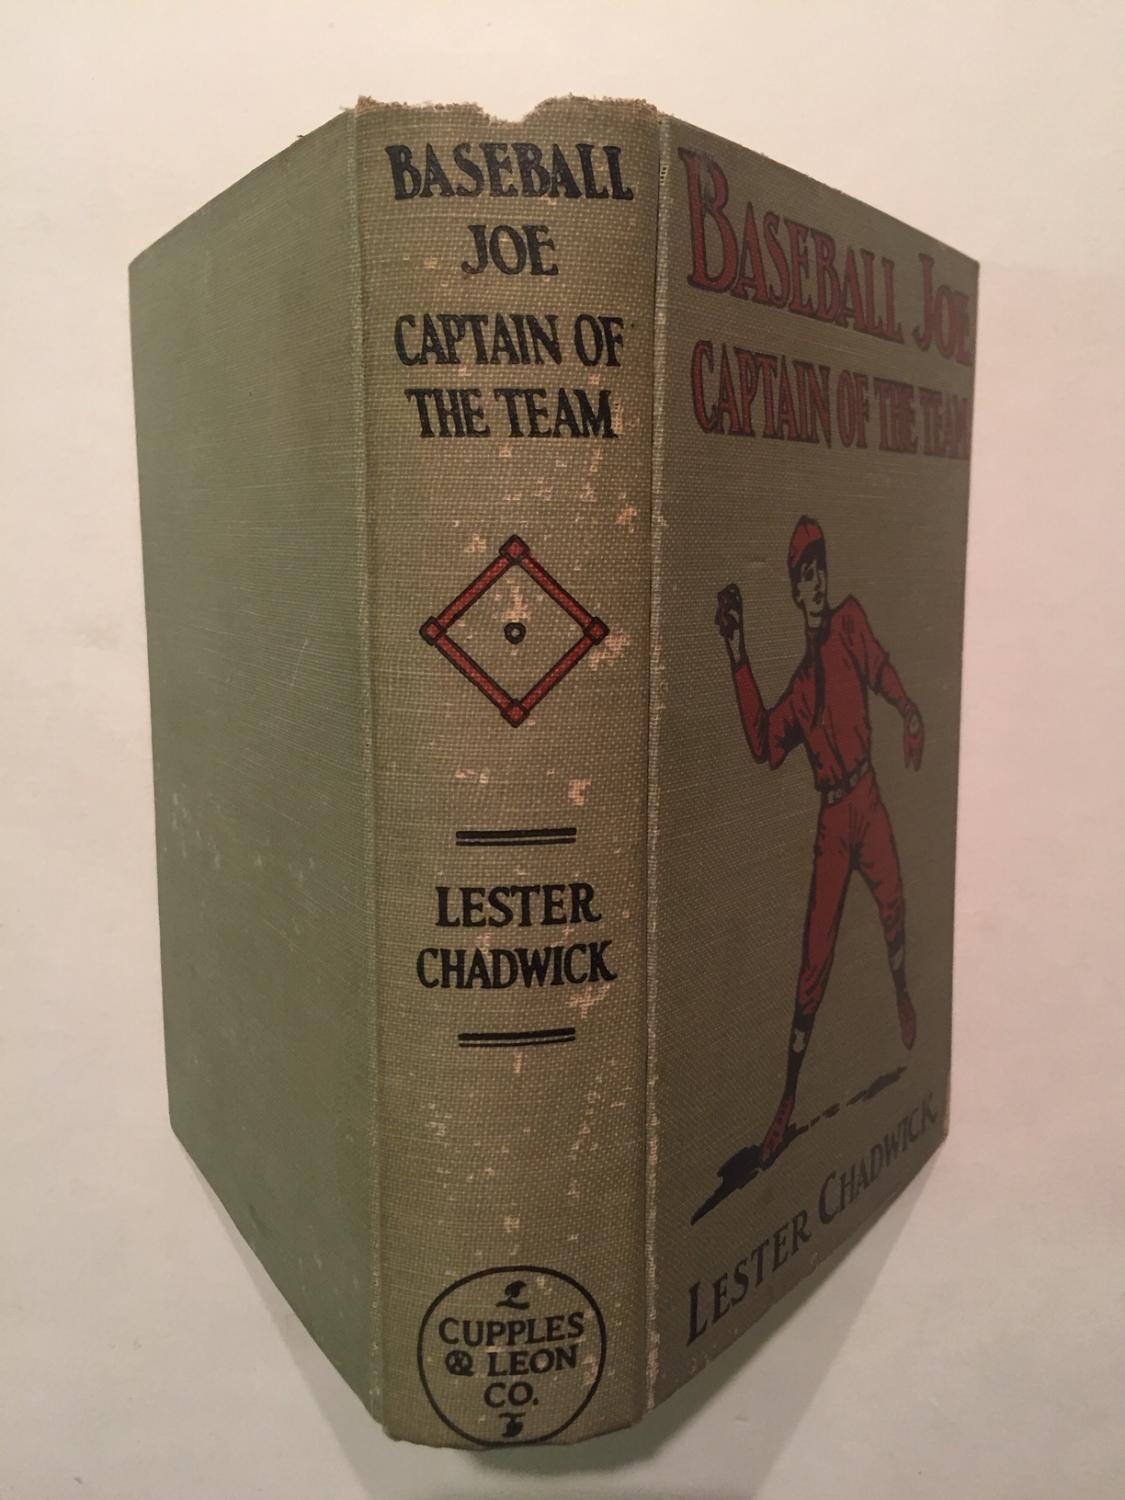 BASEBALL
JOE
CAPTAIN OF
THE TEAM
LESTER
CHADWICK
CUPPLES
& LEON
CO.
BASEBALL JOE
CAPTAIN OF THE TEAM
LESTER CHADWICK